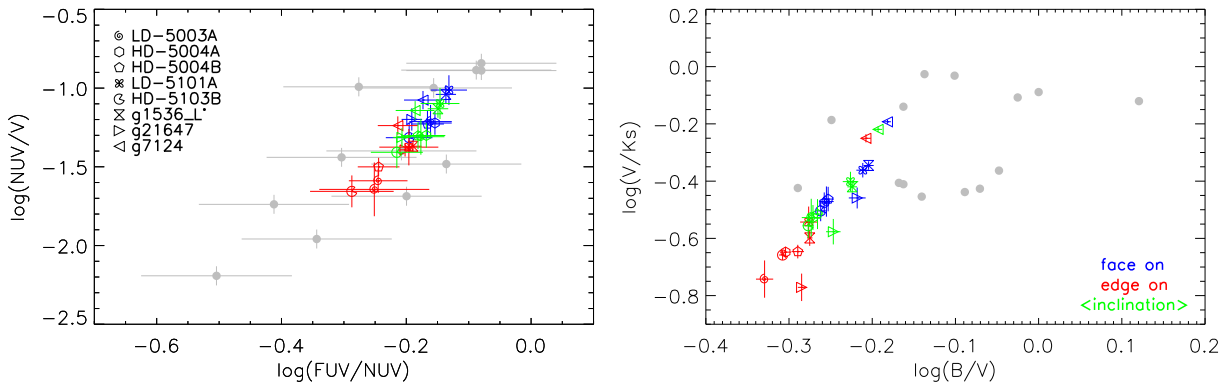 -0.5
-1.0
-1.5
-2.0
-2.5
log(NUV/V)
LD-5003A
HD-5004A
HD-5004B
LD-5101A
HD-5103B
g1536_L*
g21647
g7124
-0.6
-0.4
-0.2
0.0
log(FUV/NUV)
0.2
0.0
-0.2
-0.4
-0.6
-0.8
log(V/Ks)
face on
edge on
<inclination>
-0.4
-0.3
-0.2
-0.1
0.0
0.1
0.2
log(B/V)